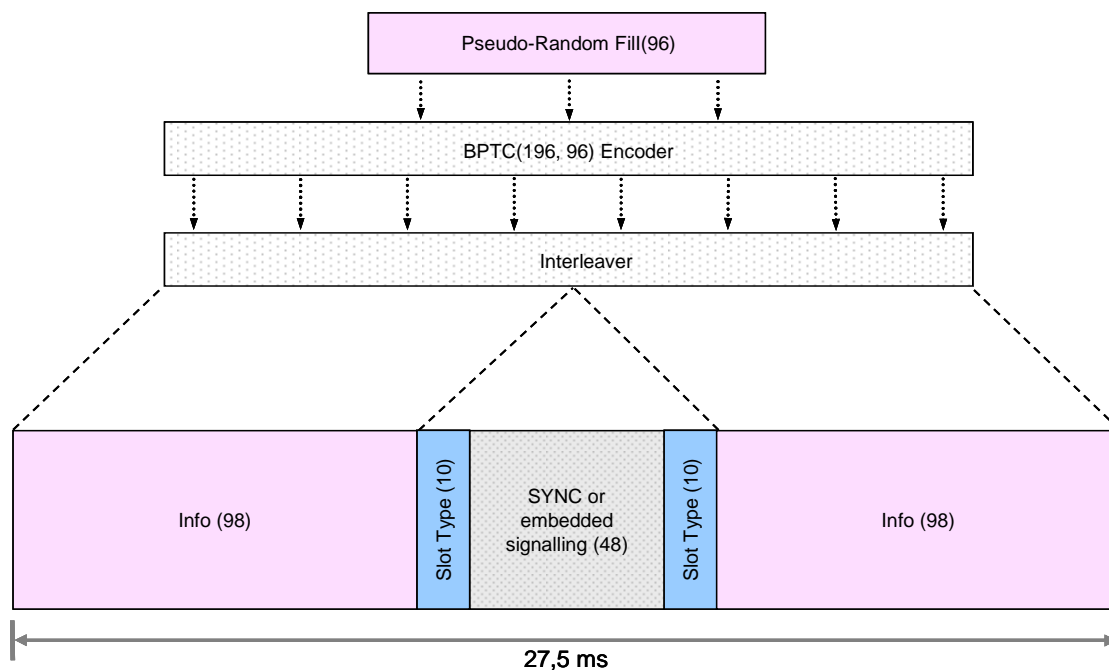 Pseudo-Random Fill(96)
BPTC(196, 96) Encoder
Interleaver
Info (98)
Slot Type (10)
SYNC or
embedded
signalling (48)
Slot Type (10)
Info (98)
27,5 ms